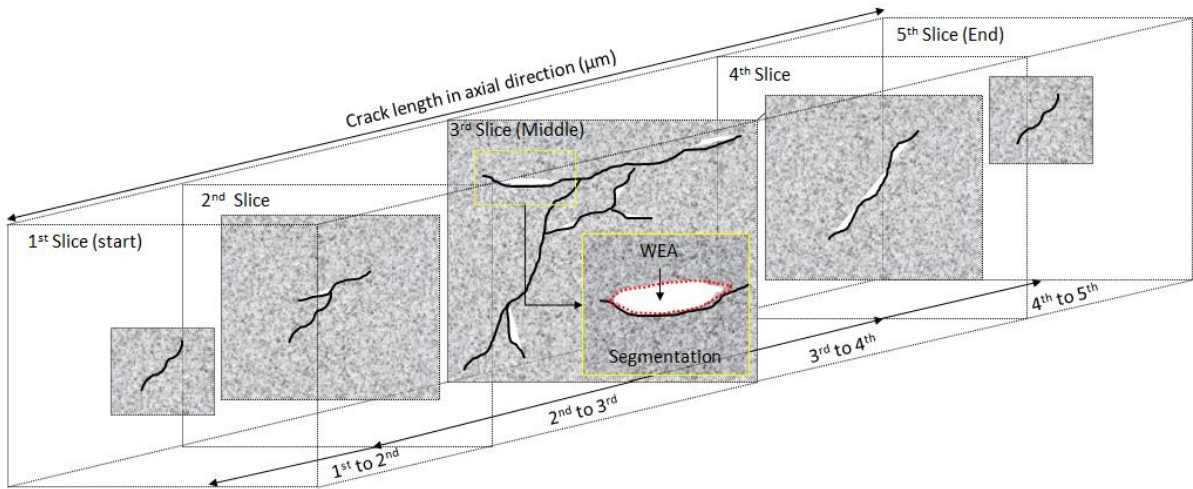 Crack length in axial direction (µm)
1st Slice (start)
2nd Slice
3rd Slice (Middle)
4th Slice
5th Slice (End)
WEA
Segmentation
1st to 2nd
2nd to 3rd
3rd to 4th
4th to 5th